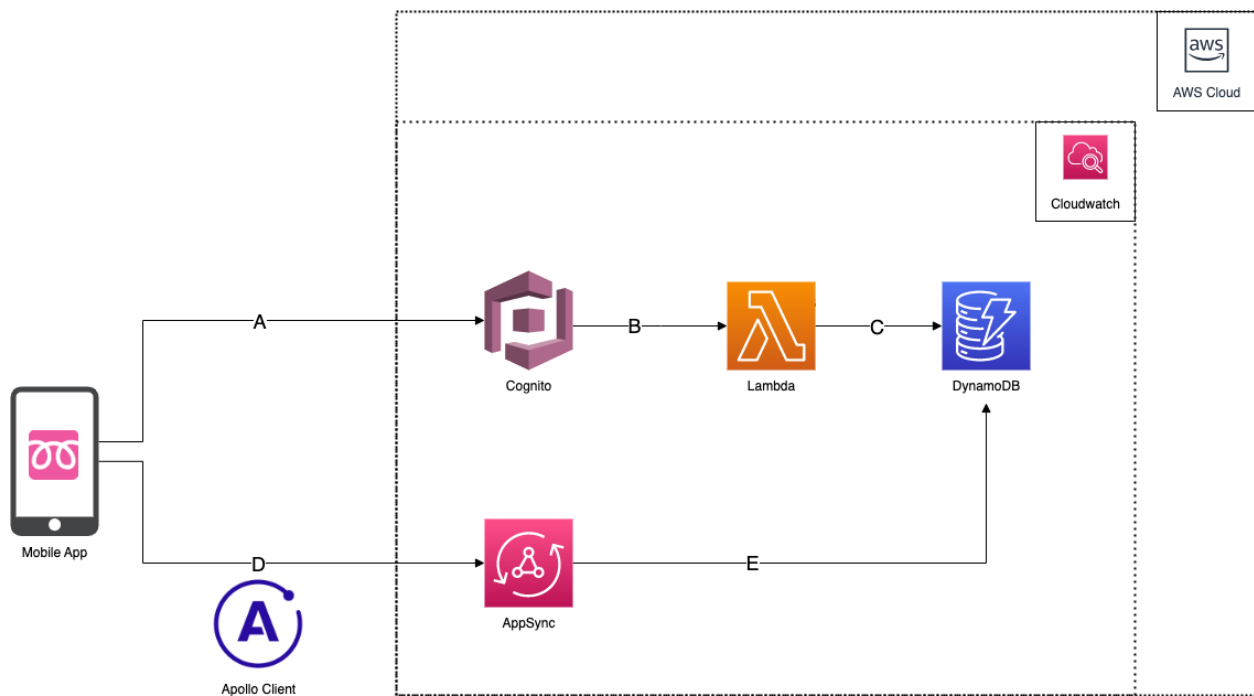 aws
AWS Cloud
Cloudwatch
A
B
C
Cognito
Lambda
DynamoDB
Mobile App
D
E
A
AppSync
Apollo Client